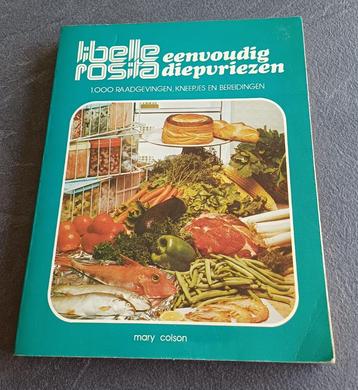 libelle
rosita
eenvoudig
diepvriezen
1.000 RAADGEVINGEN, KNEEPJES EN BEREIDINGEN
mary colson